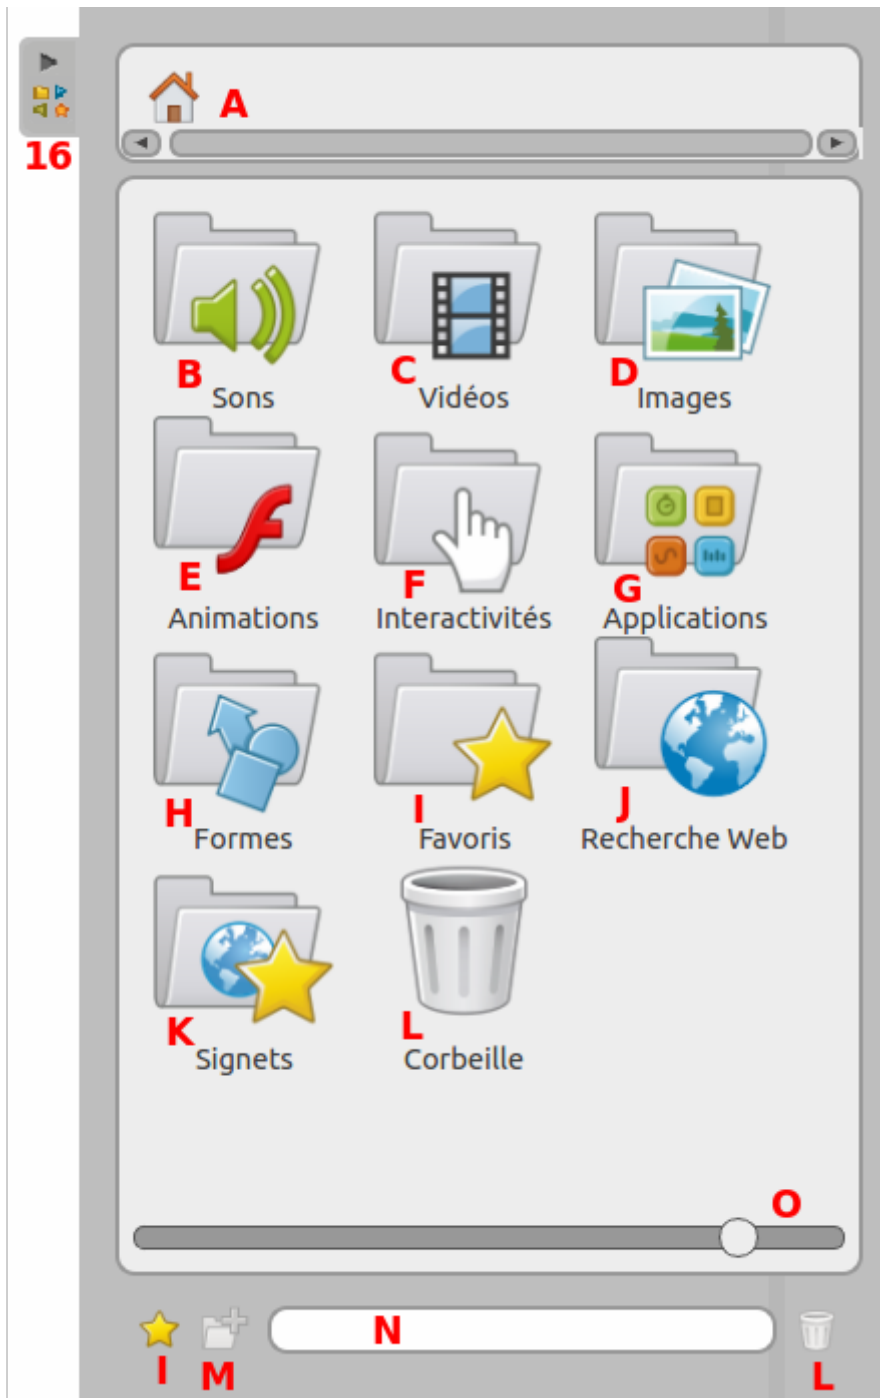 A
16
B C D
Sons Vidéos Images
E F G
Animations Interactivités Applications
H I J
Formes Favoris Recherche Web
K L
Signets Corbeille
O
N
I M L